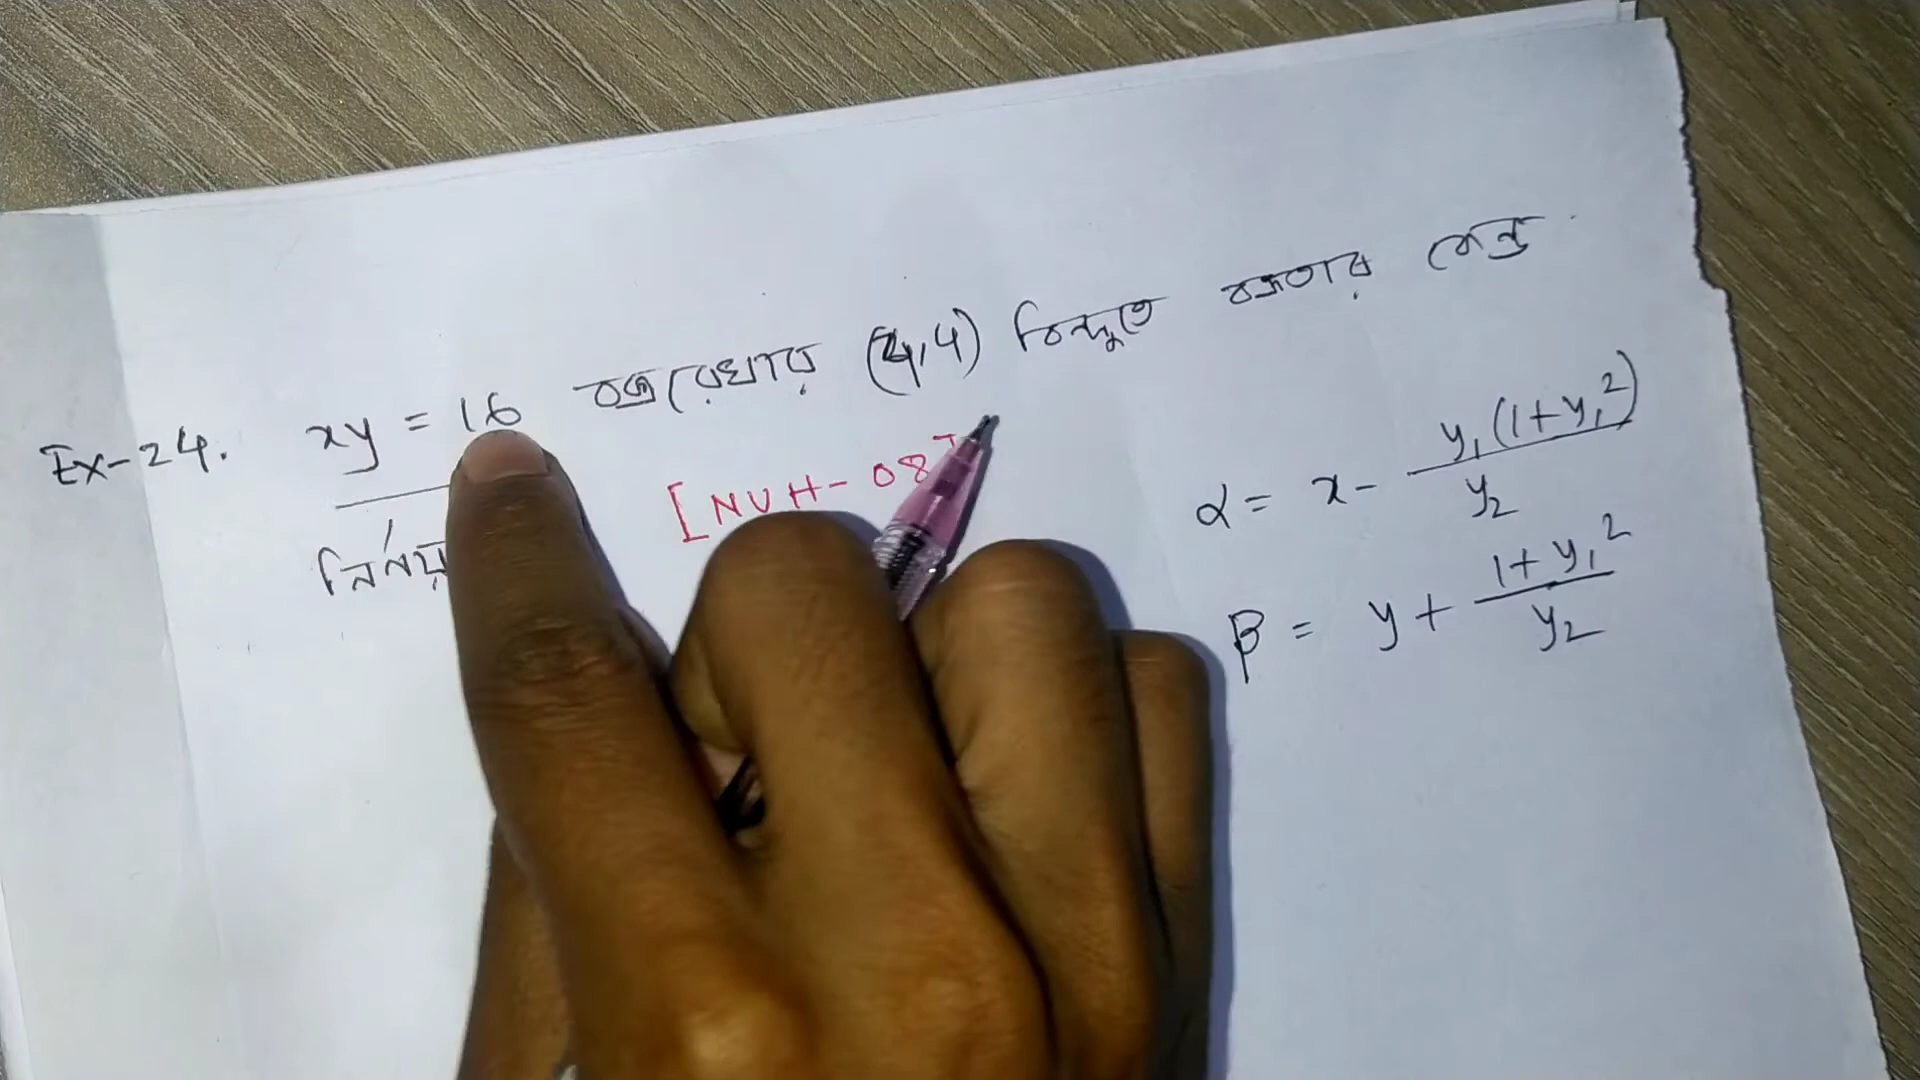 Ex-24. xy = 16 বক্ররেখার (4,4) বিন্দুতে বক্রতার কেন্দ্র
নির্ণয়
[NUH-08]
α = x - y₁(1+y₁²)/y₂
β = y + (1+y₁²)/y₂